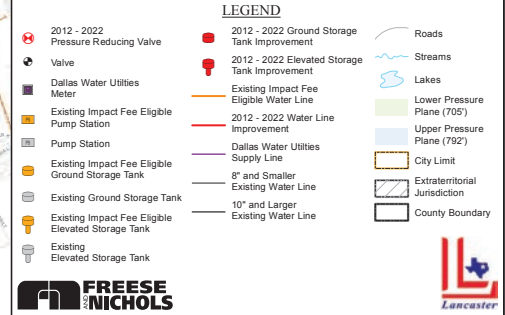 LEGEND
2012 - 2022
Pressure Reducing Valve
Valve
Dallas Water Utilties
Meter
PS
Existing Impact Fee Eligible
Pump Station
PS
Pump Station
Existing Impact Fee Eligible
Ground Storage Tank
Existing Ground Storage Tank
Existing Impact Fee Eligible
Elevated Storage Tank
Existing
Elevated Storage Tank
2012 - 2022 Ground Storage
Tank Improvement
2012 - 2022 Elevated Storage
Tank Improvement
Existing Impact Fee
Eligible Water Line
2012 - 2022 Water Line
Improvement
Dallas Water Utilities
Supply Line
8" and Smaller
Existing Water Line
10" and Larger
Existing Water Line
Roads
Streams
Lakes
Lower Pressure
Plane (705')
Upper Pressure
Plane (792')
City Limit
Extraterritorial
Jurisdiction
County Boundary
FREESE
AND NICHOLS
Lancaster